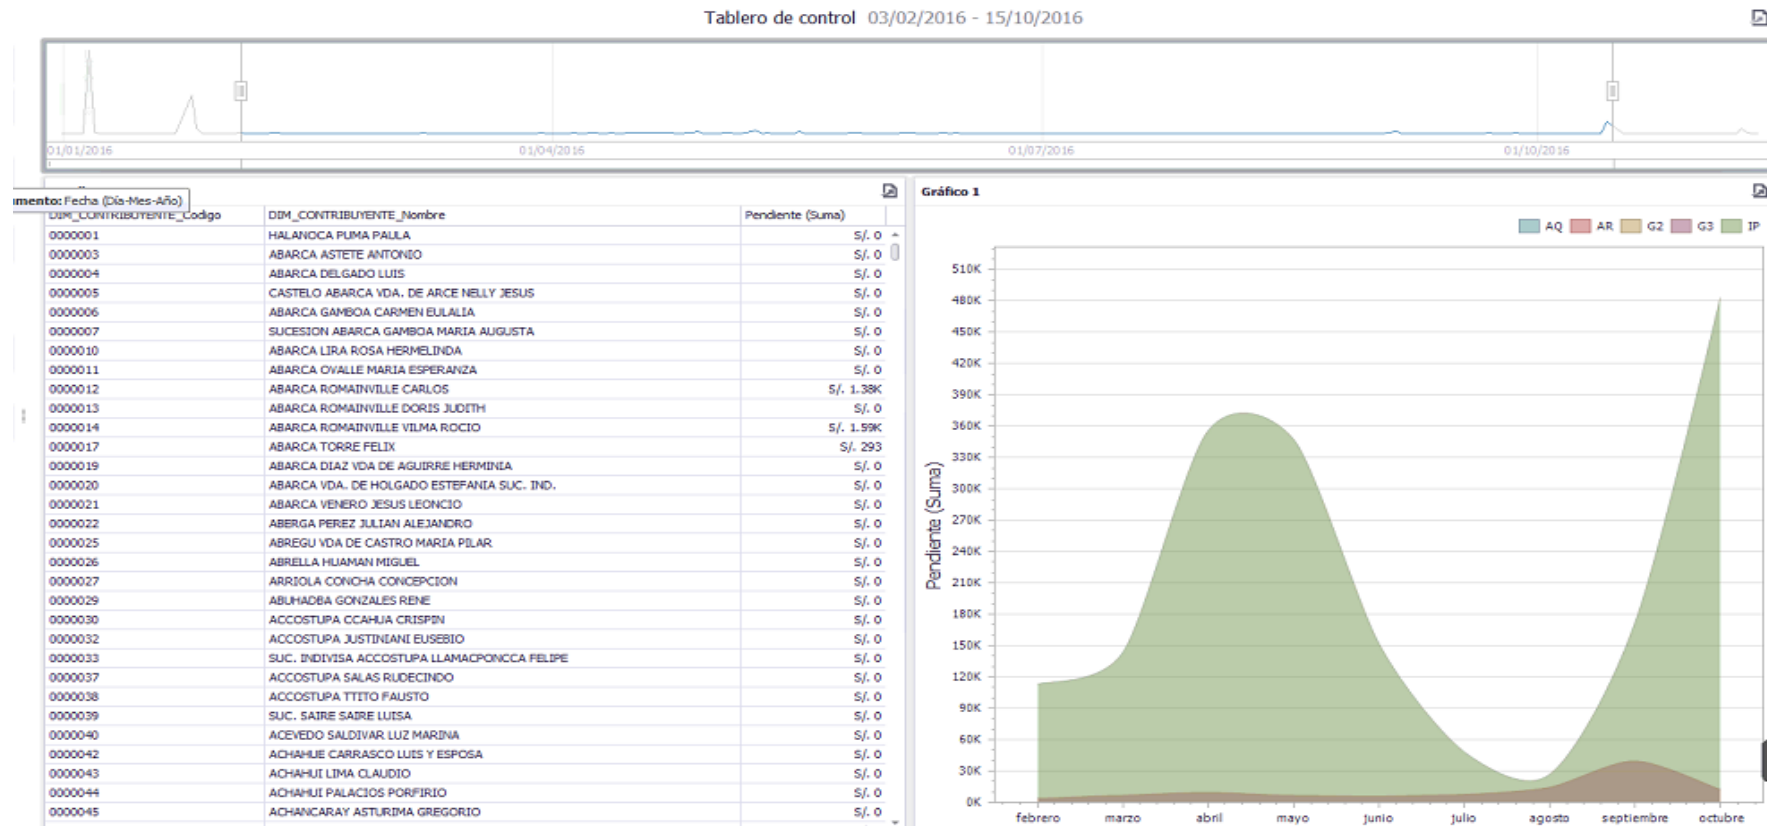 Tablero de control 03/02/2016 - 15/10/2016
01/01/2016 01/04/2016 01/07/2016 01/10/2016
umento: Fecha (Día-Mes-Año)
DIM_CONTRIBUYENTE_Codigo DIM_CONTRIBUYENTE_Nombre Pendiente (Suma)
0000001 HALANOCA PUMA PAULA S/. 0
0000003 ABARCA ASTETE ANTONIO S/. 0
0000004 ABARCA DELGADO LUIS S/. 0
0000005 CASTELO ABARCA VDA. DE ARCE NELLY JESUS S/. 0
0000006 ABARCA GAMBOA CARMEN EULALIA S/. 0
0000007 SUCESION ABARCA GAMBOA MARIA AUGUSTA S/. 0
0000010 ABARCA LIRA ROSA HERMELINDA S/. 0
0000011 ABARCA OVALLE MARIA ESPERANZA S/. 0
0000012 ABARCA ROMAINVILLE CARLOS S/. 1.38K
0000013 ABARCA ROMAINVILLE DORIS JUDITH S/. 0
0000014 ABARCA ROMAINVILLE VILMA ROCIO S/. 1.59K
0000017 ABARCA TORRE FELIX S/. 293
0000019 ABARCA DIAZ VDA DE AGUIRRE HERMINIA S/. 0
0000020 ABARCA VDA. DE HOLGADO ESTEFANIA SUC. IND. S/. 0
0000021 ABARCA VENERO JESUS LEONCIO S/. 0
0000022 ABERGA PEREZ JULIAN ALEJANDRO S/. 0
0000025 ABREGU VDA DE CASTRO MARIA PILAR S/. 0
0000026 ABRELLA HUAMAN MIGUEL S/. 0
0000027 ARRIOLA CONCHA CONCEPCION S/. 0
0000029 ABUHADBA GONZALES RENE S/. 0
0000030 ACCOSTUPA CCAHUA CRISPIN S/. 0
0000032 ACCOSTUPA JUSTINIANI EUSEBIO S/. 0
0000033 SUC. INDIVISA ACCOSTUPA LLAMACPONCCA FELIPE S/. 0
0000037 ACCOSTUPA SALAS RUDECINDO S/. 0
0000038 ACCOSTUPA TTITO FAUSTO S/. 0
0000039 SUC. SAIRE SAIRE LUISA S/. 0
0000040 ACEVEDO SALDIVAR LUZ MARINA S/. 0
0000042 ACHAHUE CARRASCO LUIS Y ESPOSA S/. 0
0000043 ACHAHUI LIMA CLAUDIO S/. 0
0000044 ACHAHUI PALACIOS PORFIRIO S/. 0
0000045 ACHANCARAY ASTURIMA GREGORIO S/. 0
Gráfico 1
AQ AR G2 G3 IP
Pendiente (Suma)
510K
480K
450K
420K
390K
360K
330K
300K
270K
240K
210K
180K
150K
120K
90K
60K
30K
0K
febrero marzo abril mayo junio julio agosto septiembre octubre